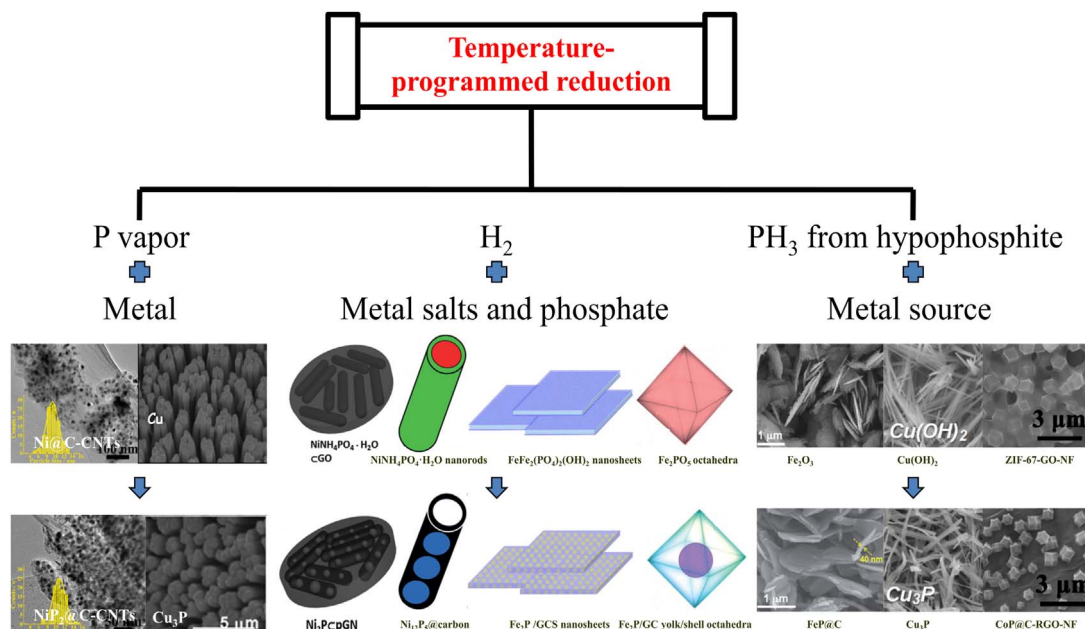 Temperature-
programmed reduction
P vapor
H₂
PH₃ from hypophosphite
Metal
Metal salts and phosphate
Metal source
Ni@C-CNTs
100 nm
Cu
NiNH₄PO₄·H₂O
⊂GO
NiNH₄PO₄·H₂O nanorods
FeFe₂(PO₄)₂(OH)₂ nanosheets
Fe₂PO₅ octahedra
1 μm
Fe₂O₃
Cu(OH)₂
Cu(OH)₂
3 μm
ZIF-67-GO-NF
NiP₂@C-CNTs
Cu₃P
5 μm
Ni₂P⊂pGN
Ni₁₂P₅@carbon
Fe₂P /GCS nanosheets
Fe₂P/GC yolk/shell octahedra
1 μm
40 nm
FeP@C
Cu₃P
Cu₃P
3 μm
CoP@C-RGO-NF